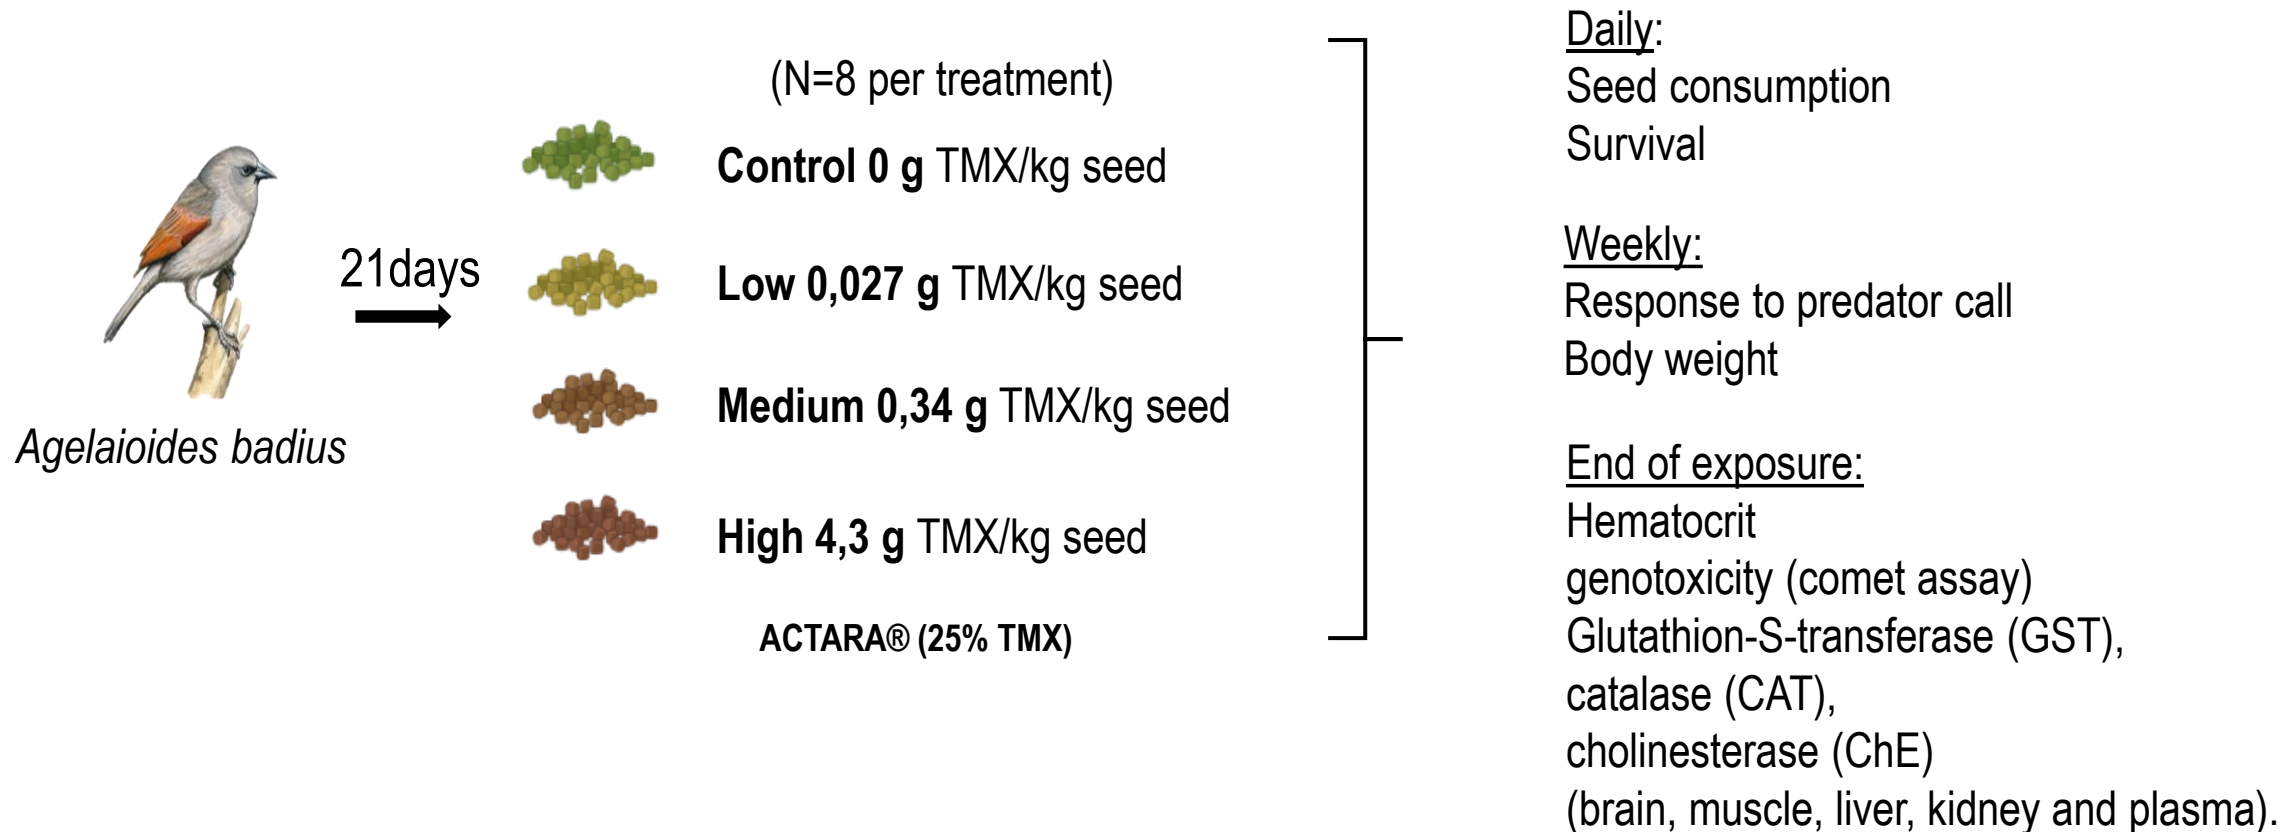 Agelaioides badius
21days
(N=8 per treatment)
Control 0 g TMX/kg seed
Low 0,027 g TMX/kg seed
Medium 0,34 g TMX/kg seed
High 4,3 g TMX/kg seed
ACTARA® (25% TMX)
Daily:
Seed consumption
Survival
Weekly:
Response to predator call
Body weight
End of exposure:
Hematocrit
genotoxicity (comet assay)
Glutathion-S-transferase (GST),
catalase (CAT),
cholinesterase (ChE)
(brain, muscle, liver, kidney and plasma).